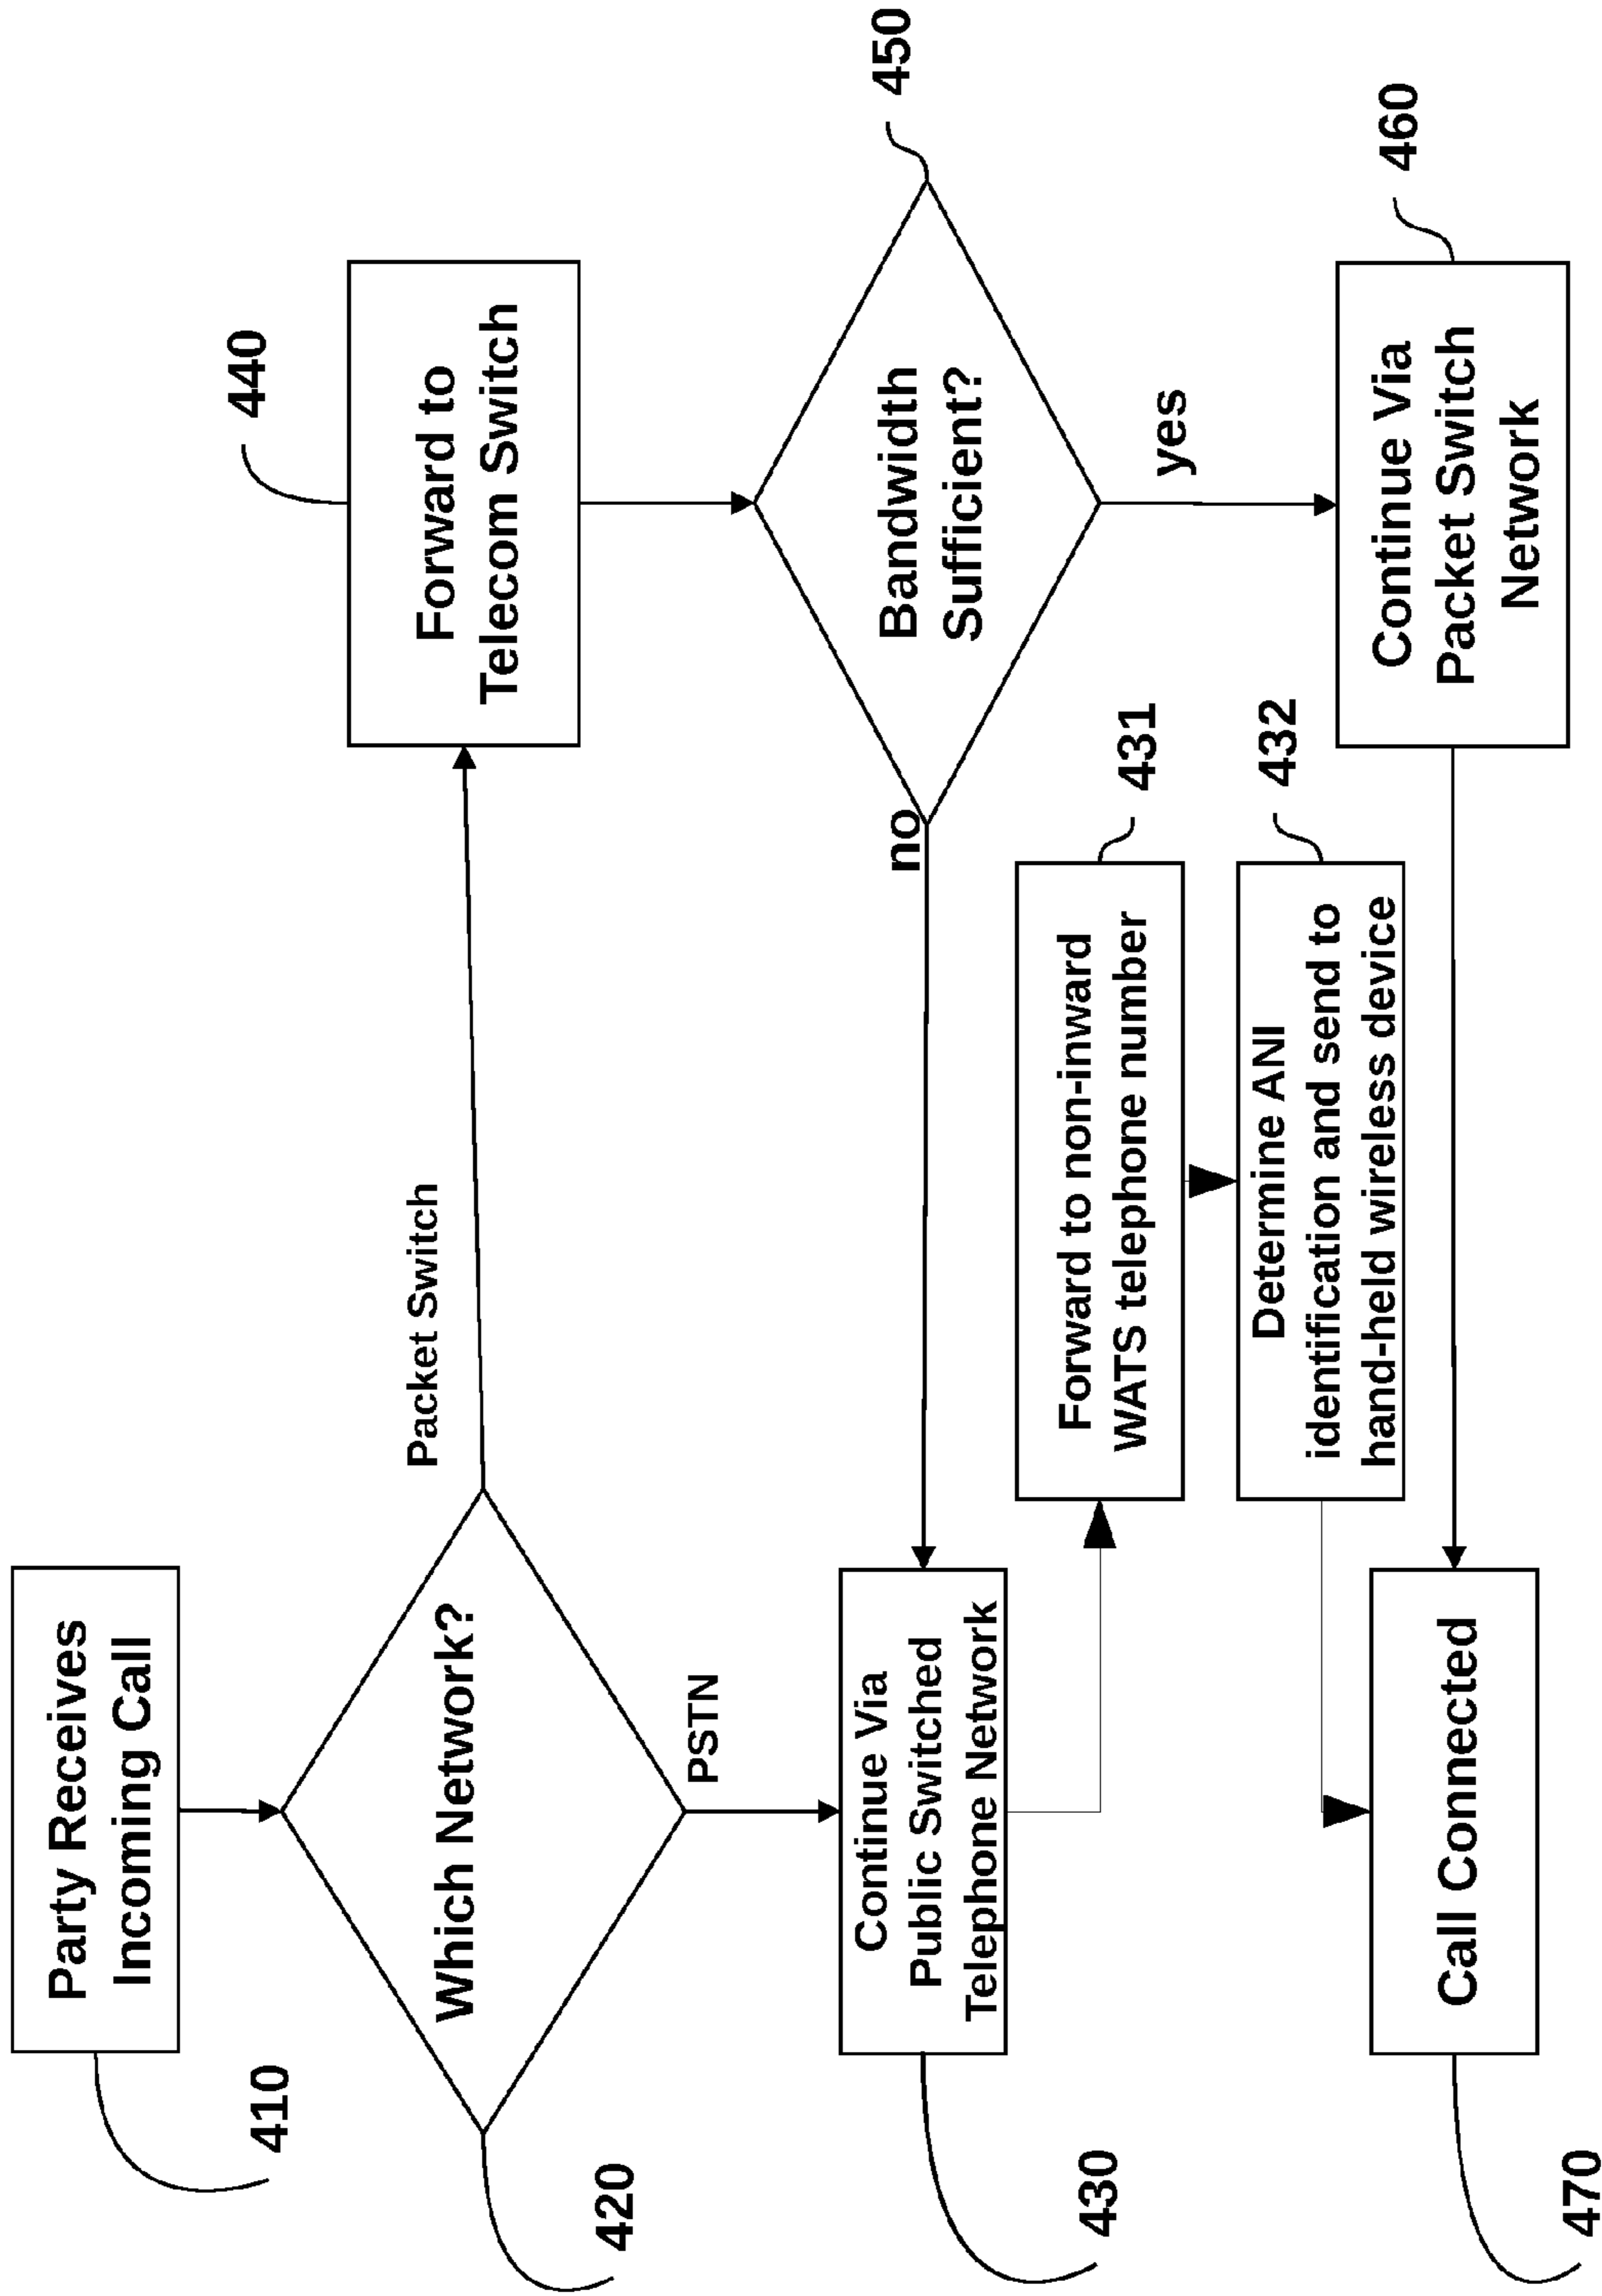 Party Receives
Incoming Call
410
Which Network?
420
Packet Switch
PSTN
Forward to
Telecom Switch
440
Bandwidth
Sufficient?
450
no
yes
Continue Via
Public Switched
Telephone Network
430
Forward to non-inward
WATS telephone number
431
Determine ANI
identification and send to
hand-held wireless device
432
Continue Via
Packet Switch
Network
460
Call Connected
470